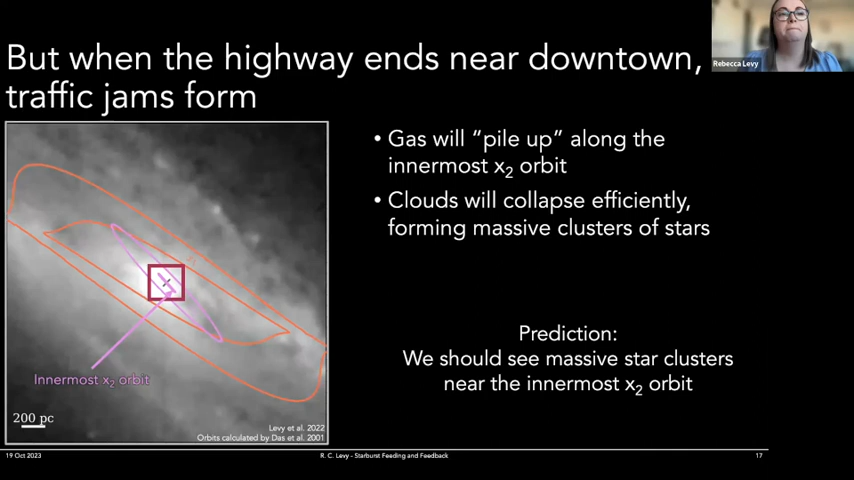 But when the highway ends near downtown,
traffic jams form
Rebecca Levy
• Gas will “pile up” along the
innermost x₂ orbit
• Clouds will collapse efficiently,
forming massive clusters of stars
Innermost x₂ orbit
200 pc
Levy et al. 2022
Orbits calculated by Das et al. 2001
Prediction:
We should see massive star clusters
near the innermost x₂ orbit
19 Oct 2023
R. C. Levy - Starburst Feeding and Feedback
17